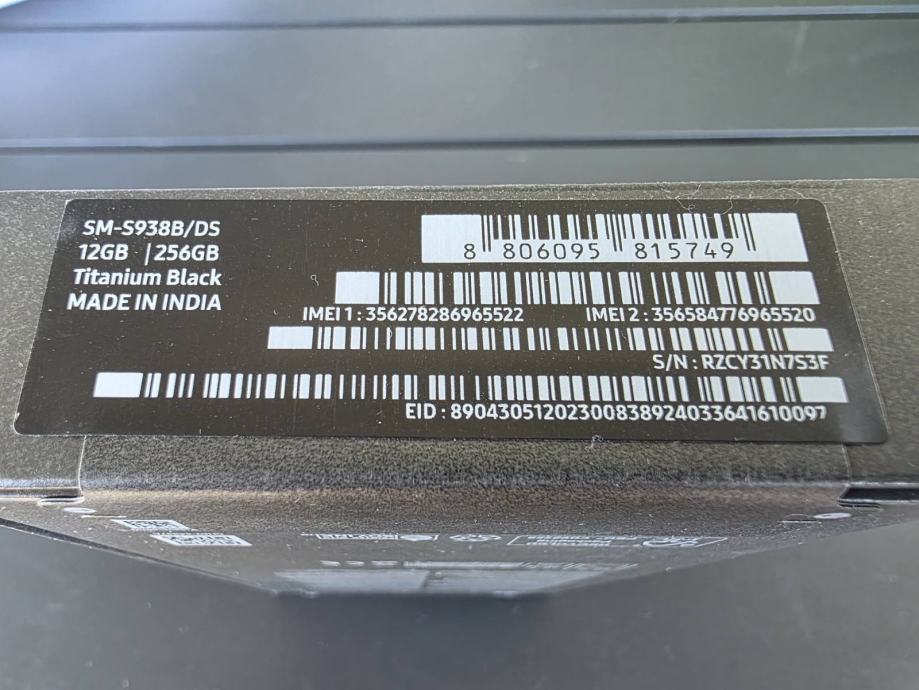 SM-S938B/DS
12GB | 256GB
Titanium Black
MADE IN INDIA
8 806095 815749
IMEI 1 : 356278286965522 IMEI 2 : 356584776965520
S/N : RZCY31N7S3F
EID : 89043051202300838924033641610097